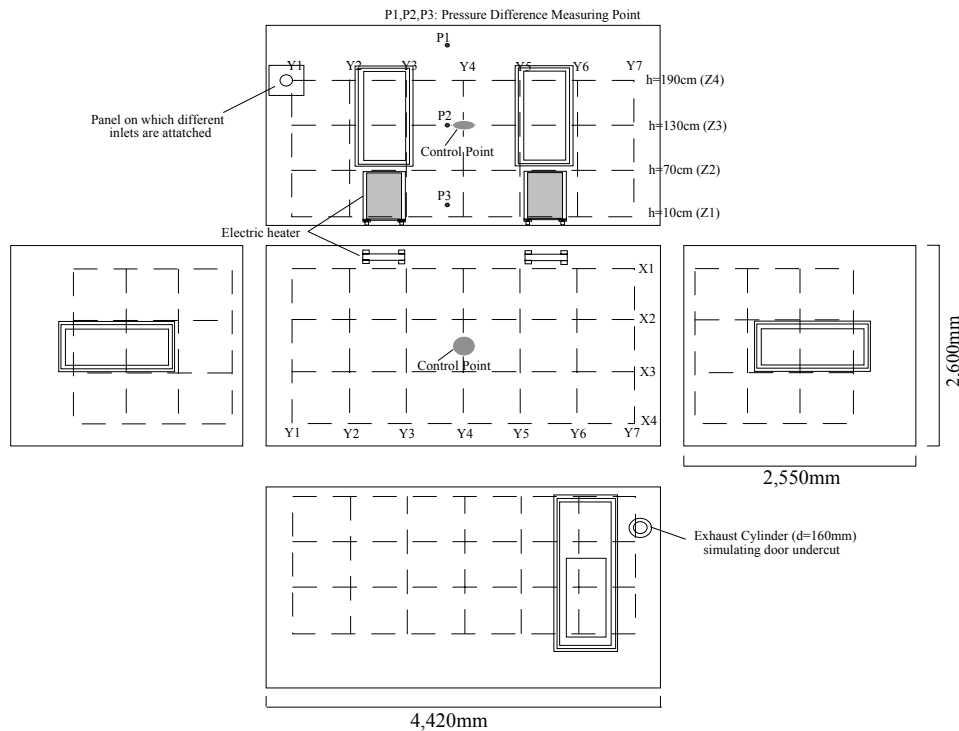 P1,P2,P3: Pressure Difference Measuring Point
P1
Y1 Y2 Y3 Y4 Y5 Y6 Y7
h=190cm (Z4)
Panel on which different
inlets are attatched
P2
h=130cm (Z3)
Control Point
h=70cm (Z2)
P3
h=10cm (Z1)
Electric heater
X1
X2
Control Point
X3
X4
Y1 Y2 Y3 Y4 Y5 Y6 Y7
2,600mm
2,550mm
Exhaust Cylinder (d=160mm)
simulating door undercut
4,420mm